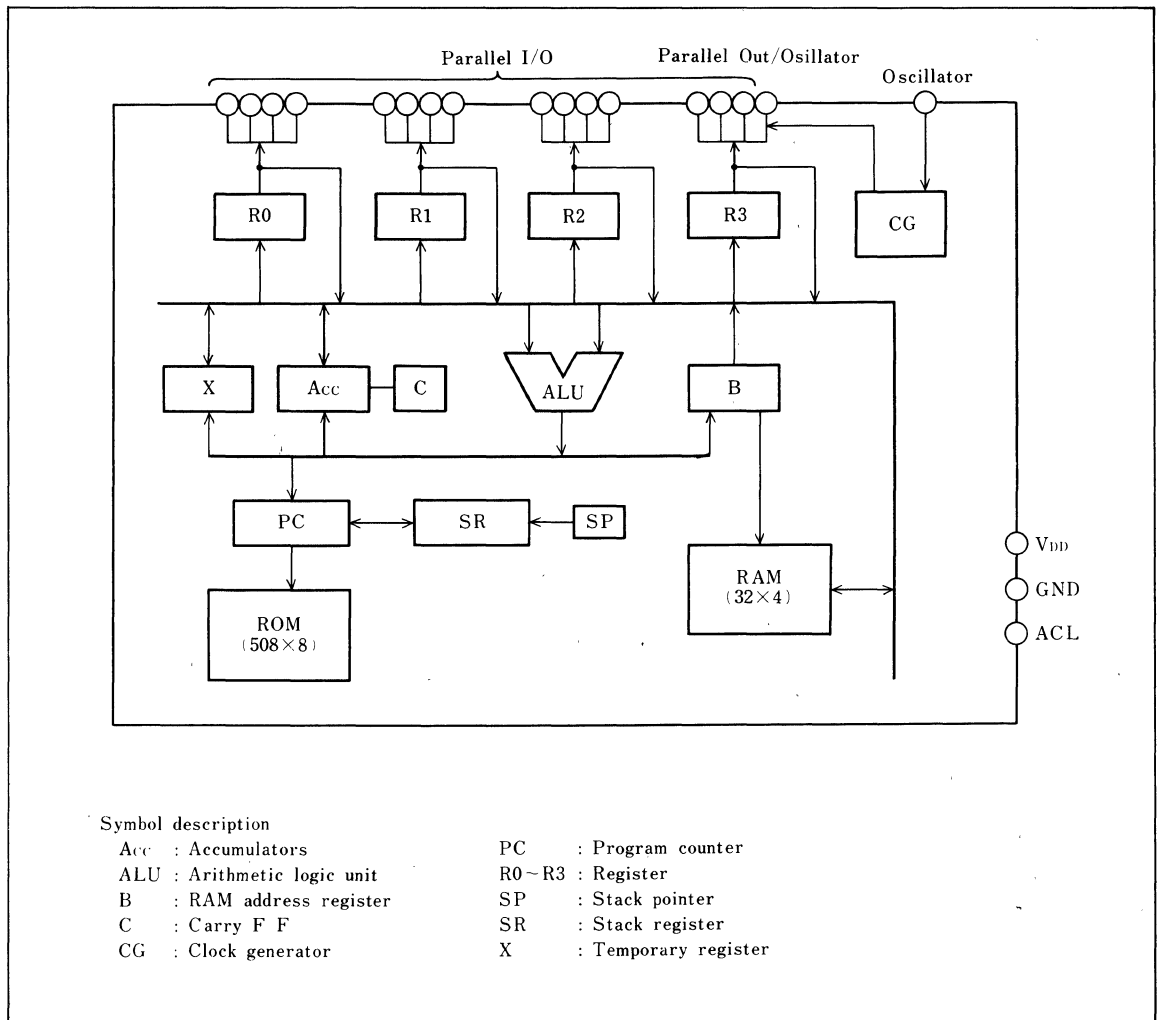 Parallel I/O
Parallel Out/Osillator
Oscillator
R0
R1
R2
R3
CG
X
Acc
C
ALU
B
PC
SR
SP
ROM
(508×8)
RAM
(32×4)
VDD
GND
ACL
Symbol description
Acc : Accumulators
ALU : Arithmetic logic unit
B : RAM address register
C : Carry F F
CG : Clock generator
PC : Program counter
R0~R3 : Register
SP : Stack pointer
SR : Stack register
X : Temporary register